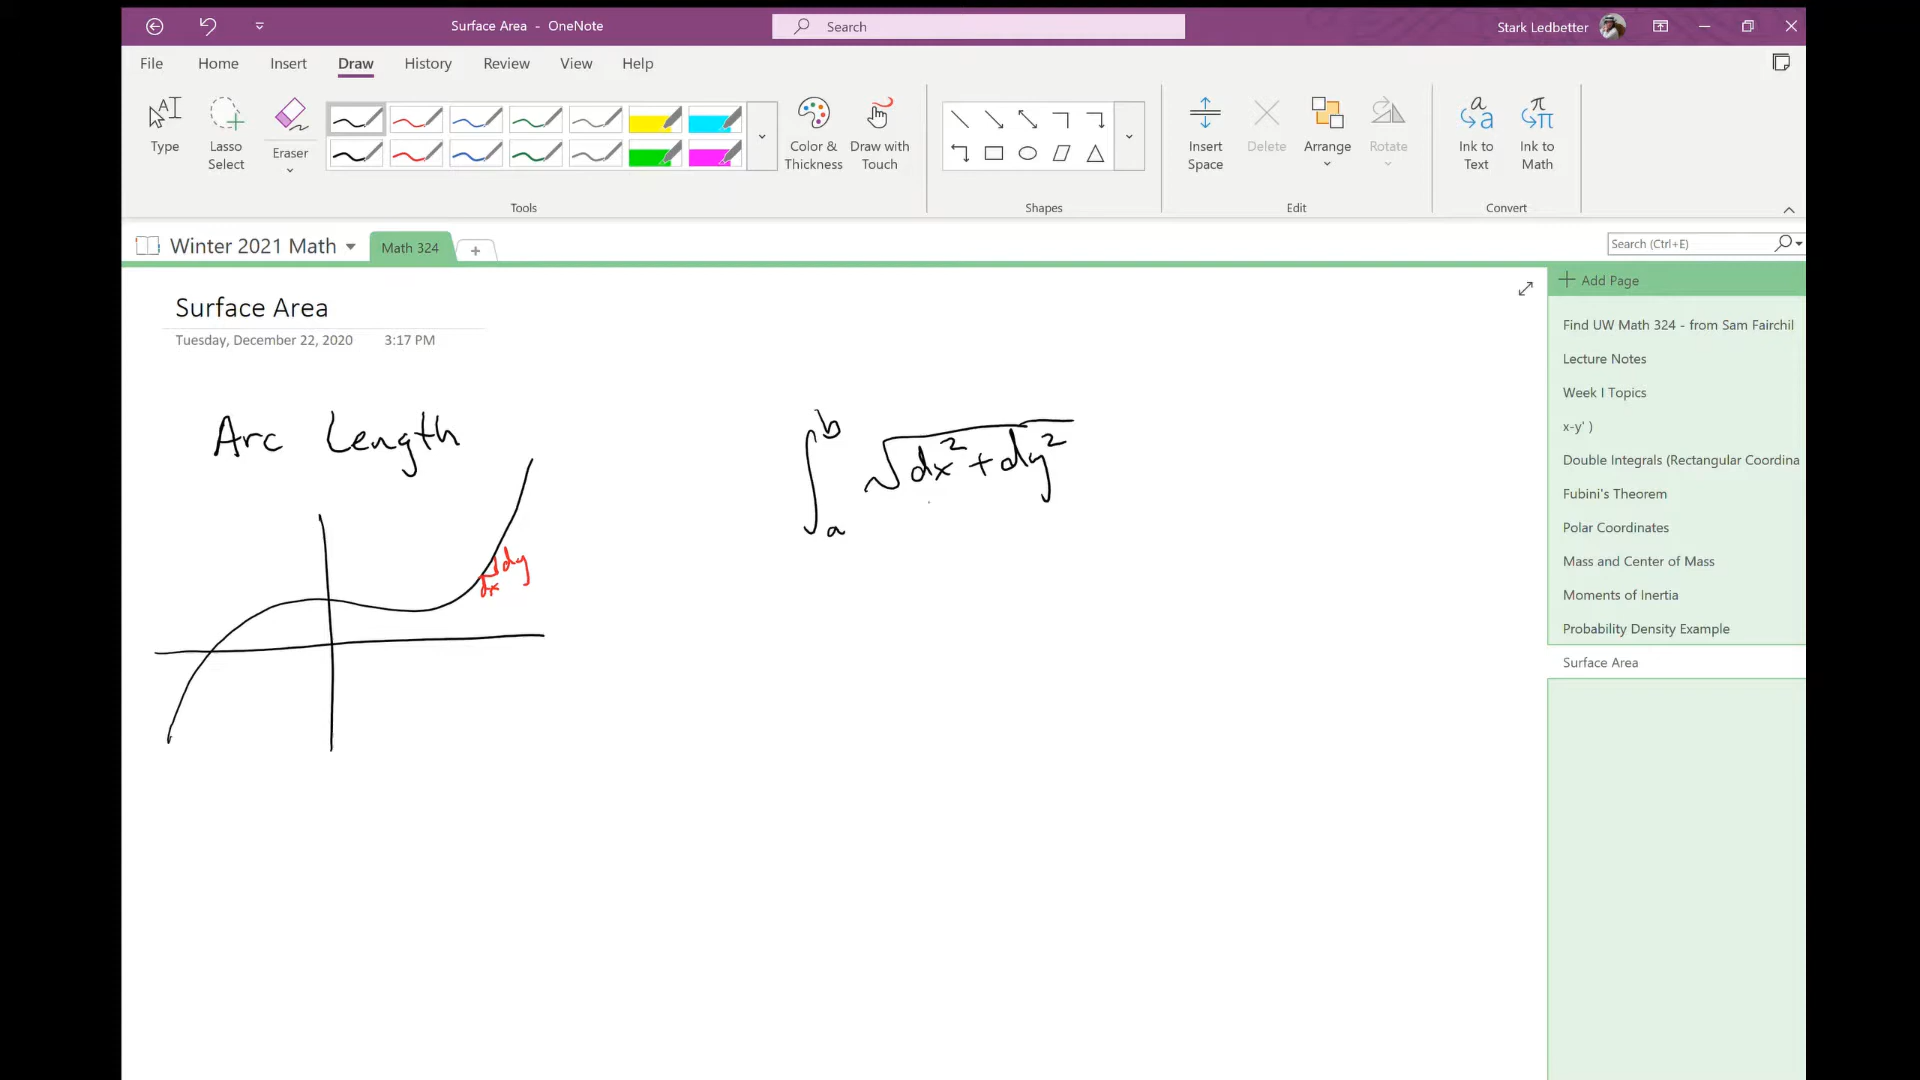 Surface Area - OneNote
Search
Stark Ledbetter
File Home Insert Draw History Review View Help
Type
Lasso Select
Eraser
Color & Thickness
Draw with Touch
Insert Space
Delete
Arrange
Rotate
Ink to Text
Ink to Math
Tools
Shapes
Edit
Convert
Winter 2021 Math
Math 324
Search (Ctrl+E)
Add Page
Surface Area
Tuesday, December 22, 2020 3:17 PM
Arc Length
∫_a^b √(dx²+dy²)
dy
dx
Find UW Math 324 - from Sam Fairchil
Lecture Notes
Week I Topics
x-y' )
Double Integrals (Rectangular Coordina
Fubini's Theorem
Polar Coordinates
Mass and Center of Mass
Moments of Inertia
Probability Density Example
Surface Area